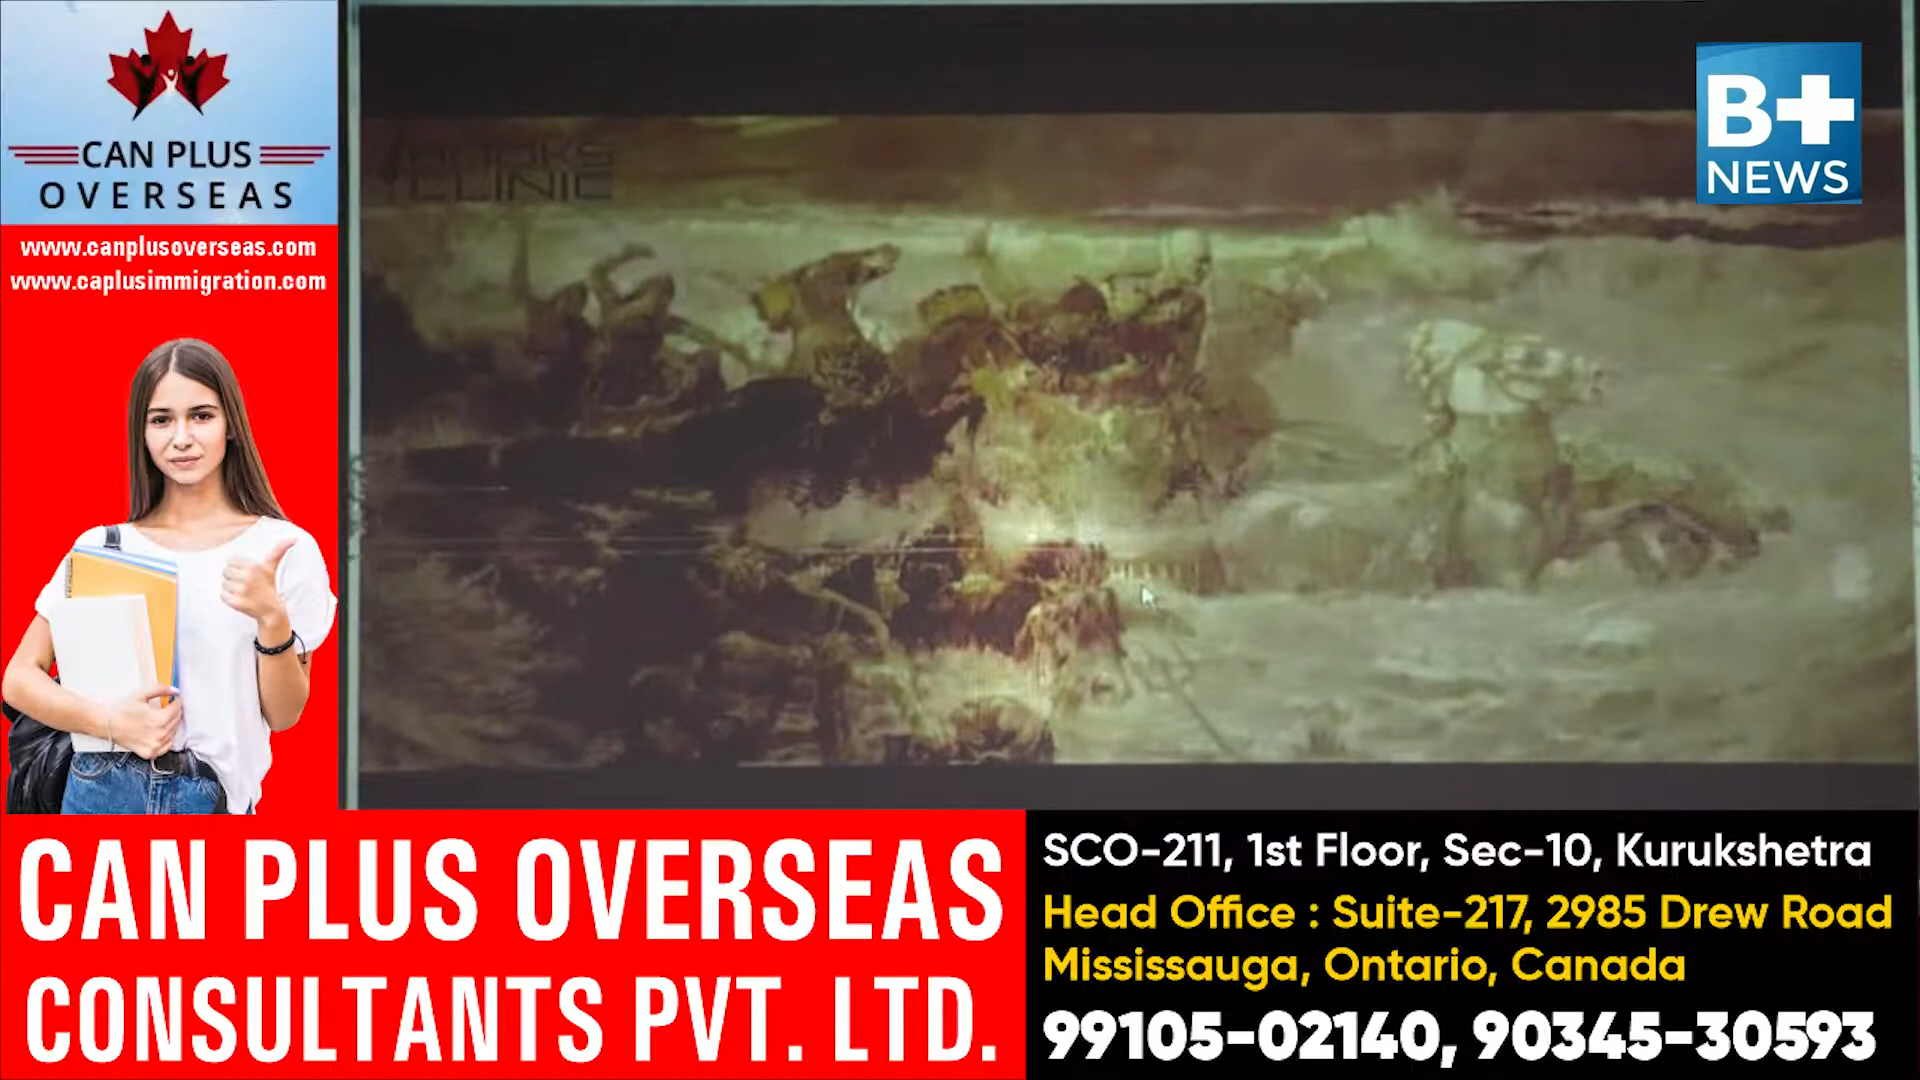 CAN PLUS
OVERSEAS
www.canplusoverseas.com
www.caplusimmigration.com
B+
NEWS
CLINIC
CAN PLUS OVERSEAS
CONSULTANTS PVT. LTD.
SCO-211, 1st Floor, Sec-10, Kurukshetra
Head Office : Suite-217, 2985 Drew Road
Mississauga, Ontario, Canada
99105-02140, 90345-30593